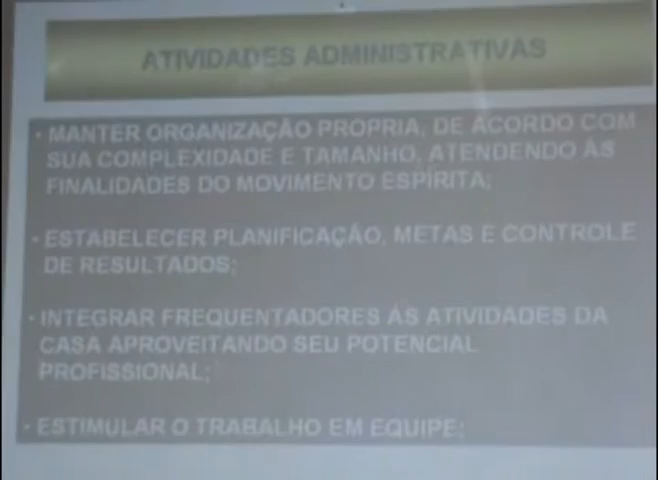 ATIVIDADES ADMINISTRATIVAS
• MANTER ORGANIZAÇÃO PROPRIA, DE ACORDO COM
SUA COMPLEXIDADE E TAMANHO, ATENDENDO ÀS
FINALIDADES DO MOVIMENTO ESPÍRITA;
• ESTABELECER PLANIFICAÇÃO, METAS E CONTROLE
DE RESULTADOS;
• INTEGRAR FREQUENTADORES ÁS ATIVIDADES DA
CASA APROVEITANDO SEU POTENCIAL
PROFISSIONAL;
• ESTIMULAR O TRABALHO EM EQUIPE;